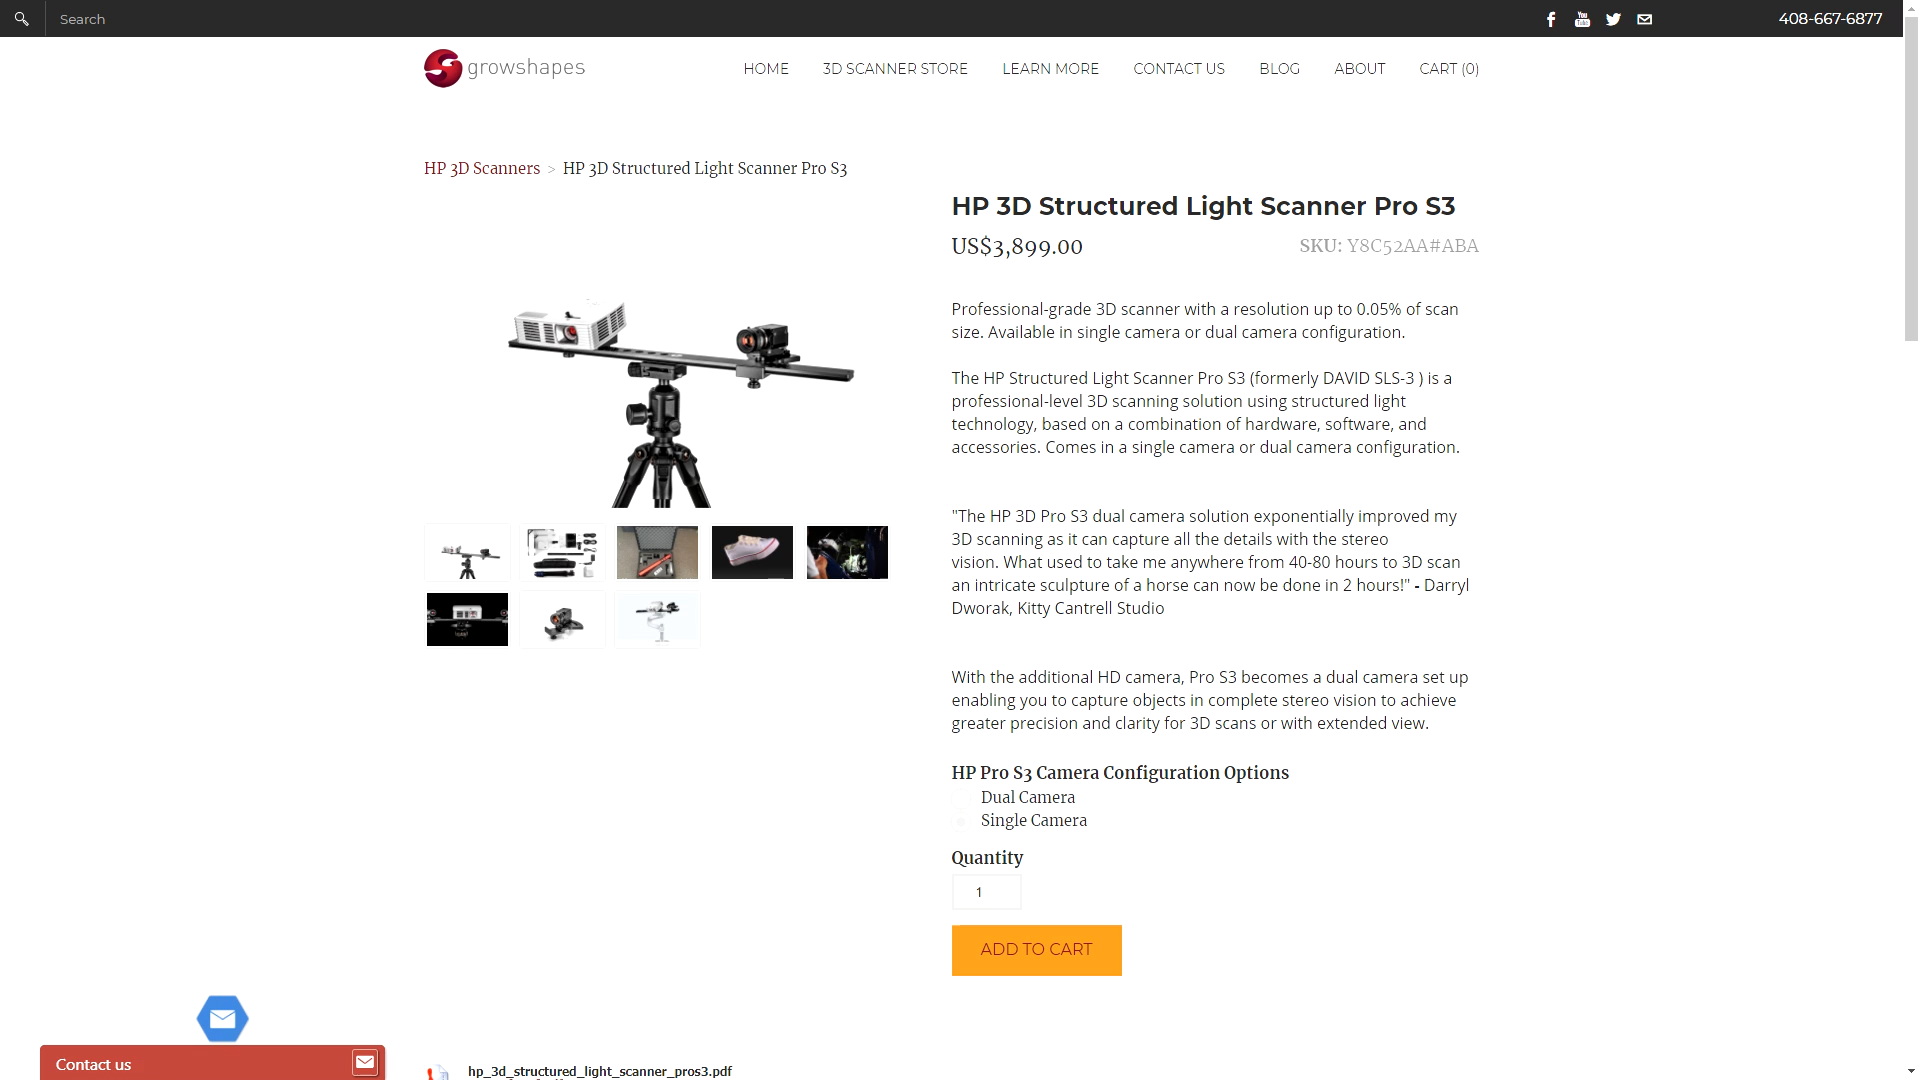 Search
408-667-6877
growshapes
HOME
3D SCANNER STORE
LEARN MORE
CONTACT US
BLOG
ABOUT
CART (0)
HP 3D Scanners > HP 3D Structured Light Scanner Pro S3
HP 3D Structured Light Scanner Pro S3
US$3,899.00
SKU: Y8C52AA#ABA
Professional-grade 3D scanner with a resolution up to 0.05% of scan
size. Available in single camera or dual camera configuration.
The HP Structured Light Scanner Pro S3 (formerly DAVID SLS-3 ) is a
professional-level 3D scanning solution using structured light
technology, based on a combination of hardware, software, and
accessories. Comes in a single camera or dual camera configuration.
"The HP 3D Pro S3 dual camera solution exponentially improved my
3D scanning as it can capture all the details with the stereo
vision. What used to take me anywhere from 40-80 hours to 3D scan
an intricate sculpture of a horse can now be done in 2 hours!" - Darryl
Dworak, Kitty Cantrell Studio
With the additional HD camera, Pro S3 becomes a dual camera set up
enabling you to capture objects in complete stereo vision to achieve
greater precision and clarity for 3D scans or with extended view.
HP Pro S3 Camera Configuration Options
Dual Camera
Single Camera
Quantity
1
ADD TO CART
Contact us
hp_3d_structured_light_scanner_pros3.pdf